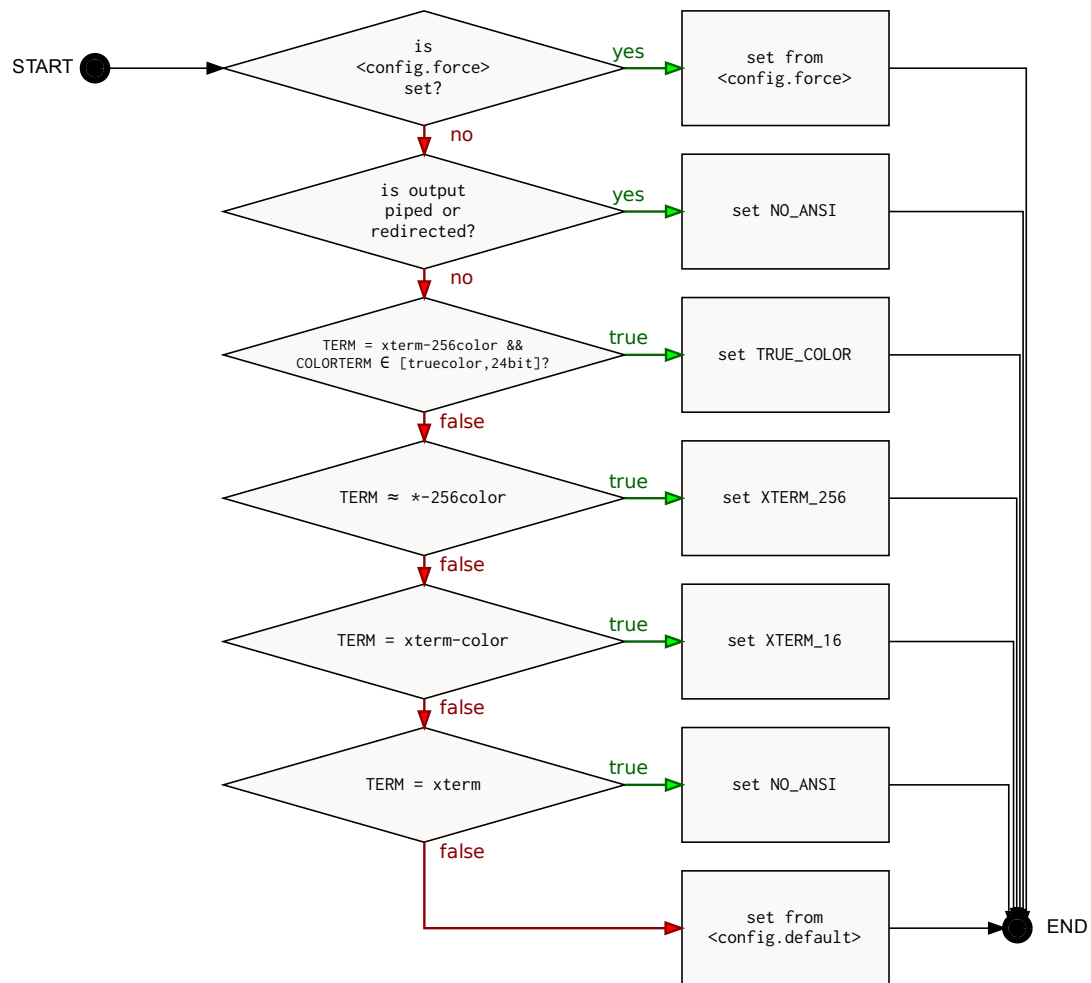 START
is
<config.force>
set?
yes
set from
<config.force>
no
is output
piped or
redirected?
yes
set NO_ANSI
no
TERM = xterm-256color &&
COLORTERM ∈ [truecolor,24bit]?
true
set TRUE_COLOR
false
TERM ≈ *-256color
true
set XTERM_256
false
TERM = xterm-color
true
set XTERM_16
false
TERM = xterm
true
set NO_ANSI
false
set from
<config.default>
END